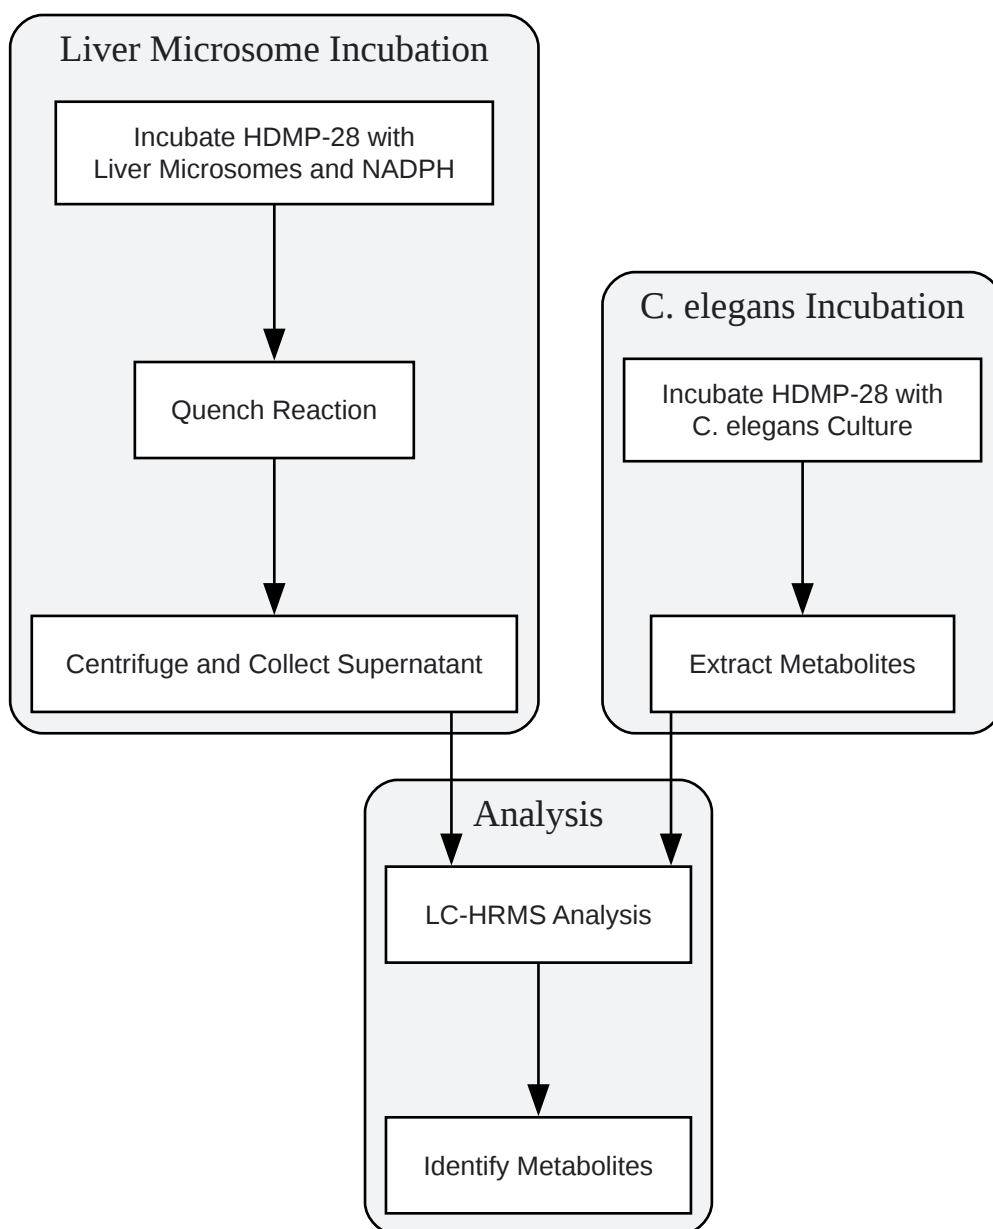 Liver Microsome Incubation
Incubate HDMP-28 with
Liver Microsomes and NADPH
Quench Reaction
Centrifuge and Collect Supernatant
C. elegans Incubation
Incubate HDMP-28 with
C. elegans Culture
Extract Metabolites
Analysis
LC-HRMS Analysis
Identify Metabolites